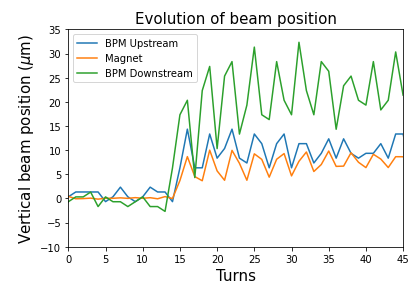 Evolution of beam position
BPM Upstream
Magnet
BPM Downstream
Vertical beam position (μm)
35
30
25
20
15
10
5
0
−5
−10
0 5 10 15 20 25 30 35 40 45
Turns